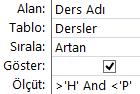 Alan: Ders Adı
Tablo: Dersler
Sırala: Artan
Göster:
Ölçüt: >'H' And <'P'